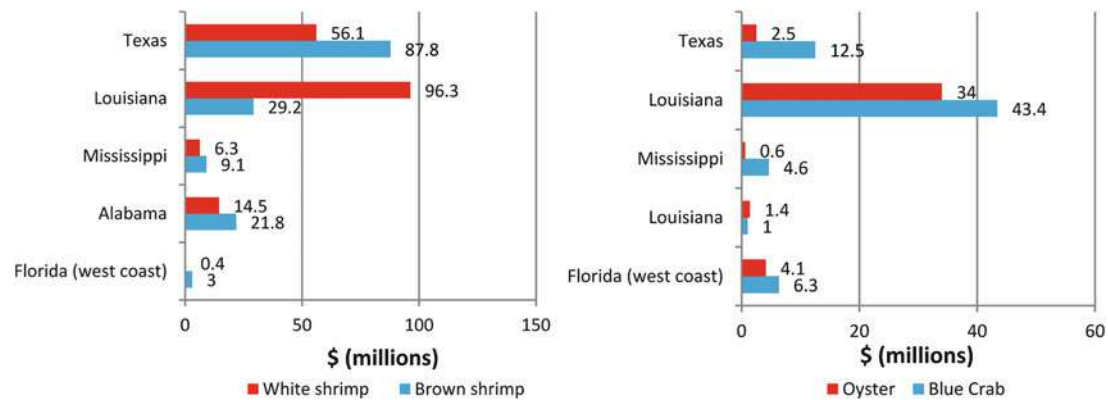 Texas
56.1
87.8
Louisiana
96.3
29.2
Mississippi
6.3
9.1
Alabama
14.5
21.8
Florida (west coast)
0.4
3
0
50
100
150
$ (millions)
White shrimp
Brown shrimp
Texas
2.5
12.5
Louisiana
34
43.4
Mississippi
0.6
4.6
Louisiana
1.4
1
Florida (west coast)
4.1
6.3
0
20
40
60
$ (millions)
Oyster
Blue Crab